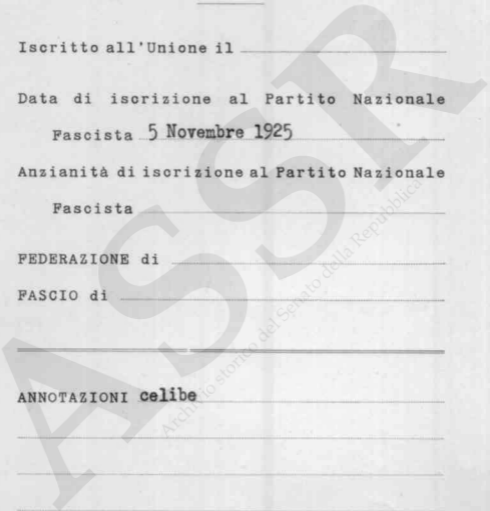 Iscritto all'Unione il
Data di iscrizione al Partito Nazionale
Fascista 5 Novembre 1925
Anzianità di iscrizione al Partito Nazionale
Fascista
FEDERAZIONE di
FASCIO di
ANNOTAZIONI celibe
ASSR
Archivio storico del Senato della Repubblica